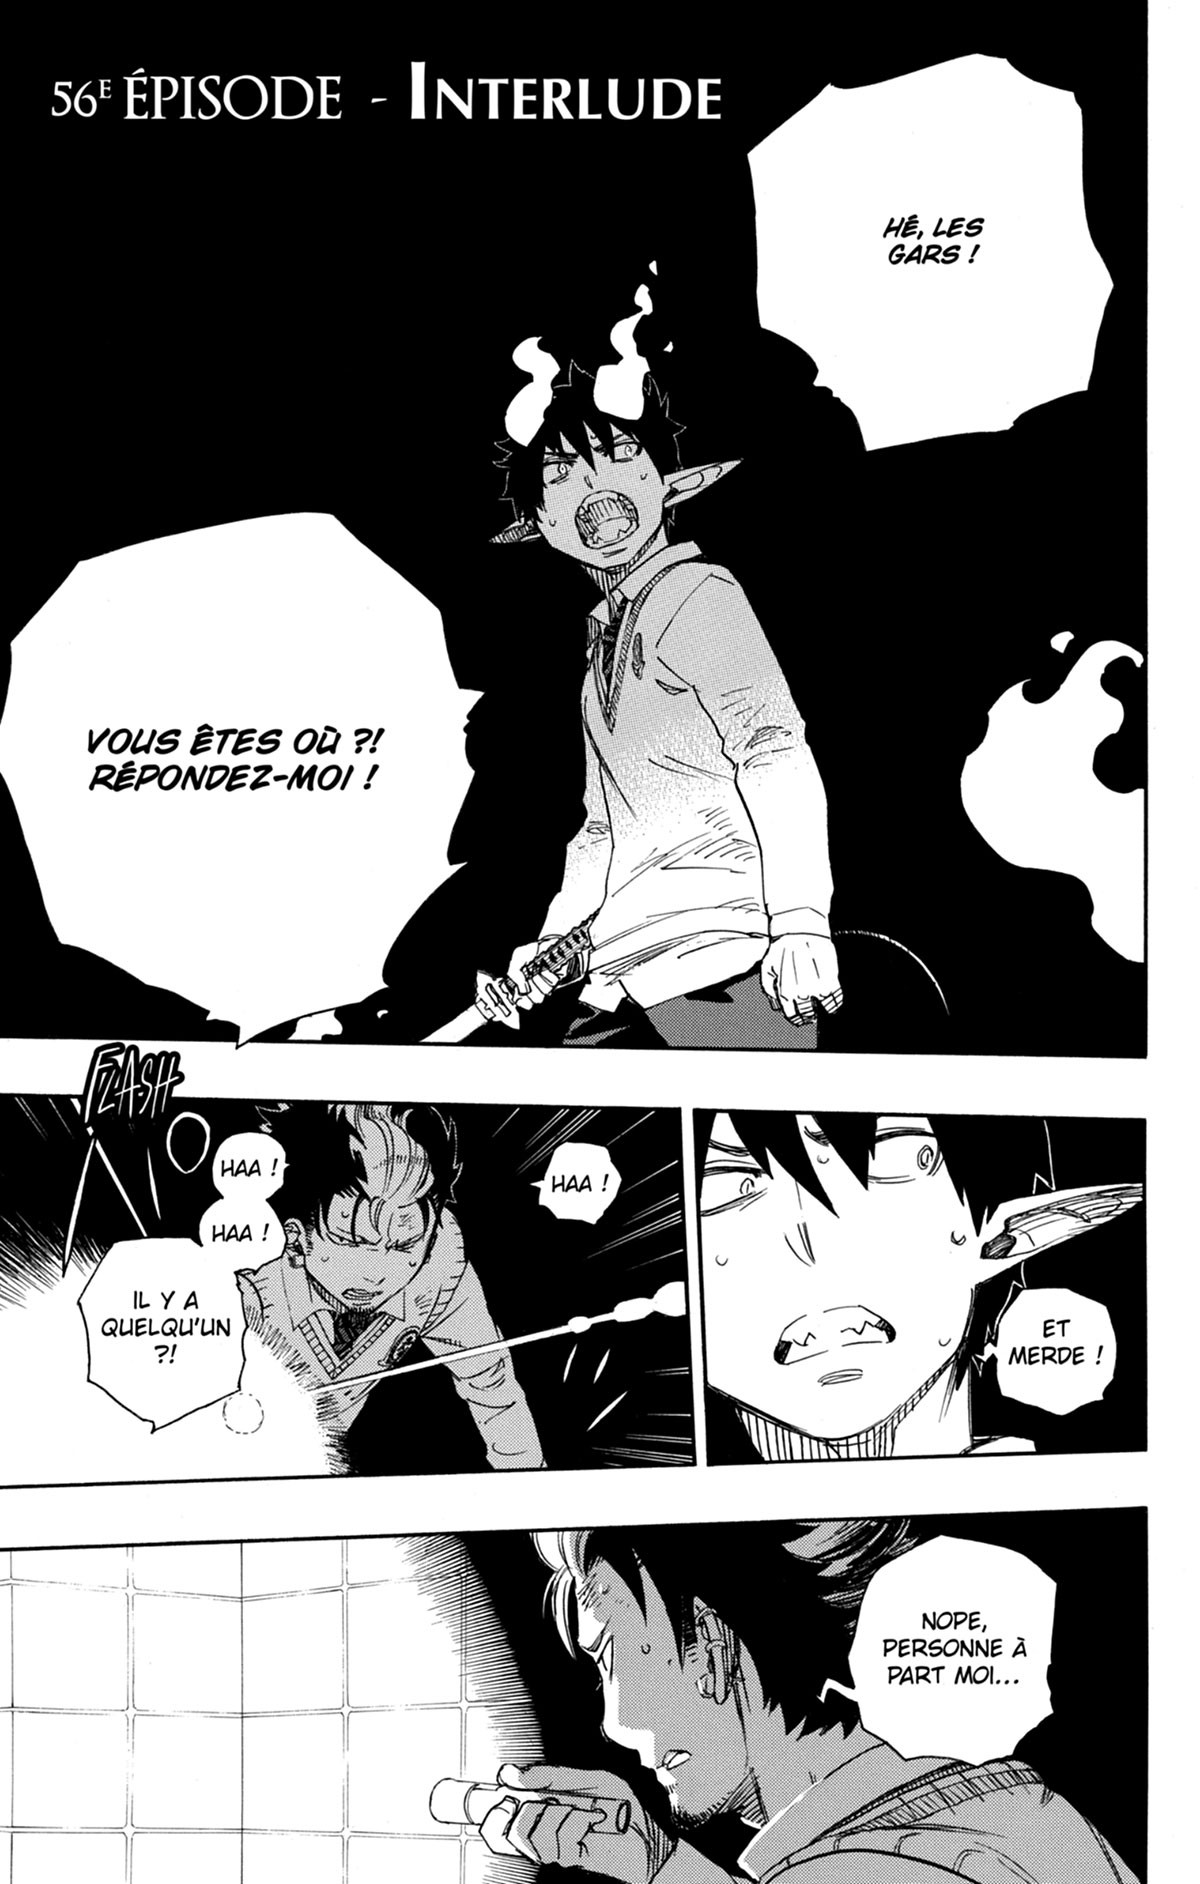 56E ÉPISODE - INTERLUDE
HÉ, LES
GARS !
VOUS ÊTES OÙ ?!
RÉPONDEZ-MOI !
ET
MERDE !
FLASH
HAA !
HAA !
HAA !
IL Y A
QUELQU'UN
?!
NOPE,
PERSONNE À
PART MOI...